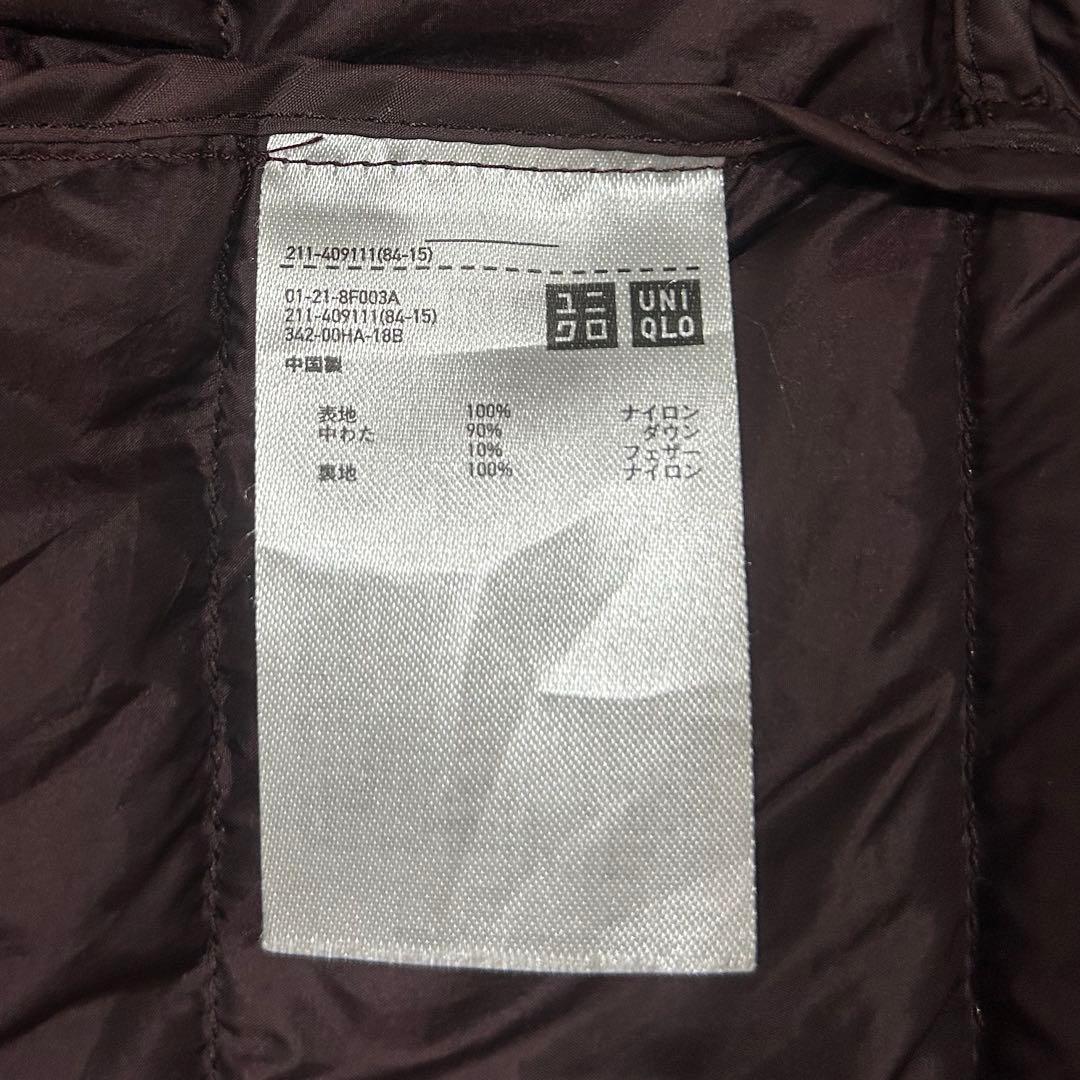 211-409111(84-15)
01-21-8F003A
211-409111(84-15)
342-00HA-18B
中国製
ユニ
クロ
UNI
QLO
表地 100% ナイロン
中わた 90% ダウン
10% フェザー
裏地 100% ナイロン